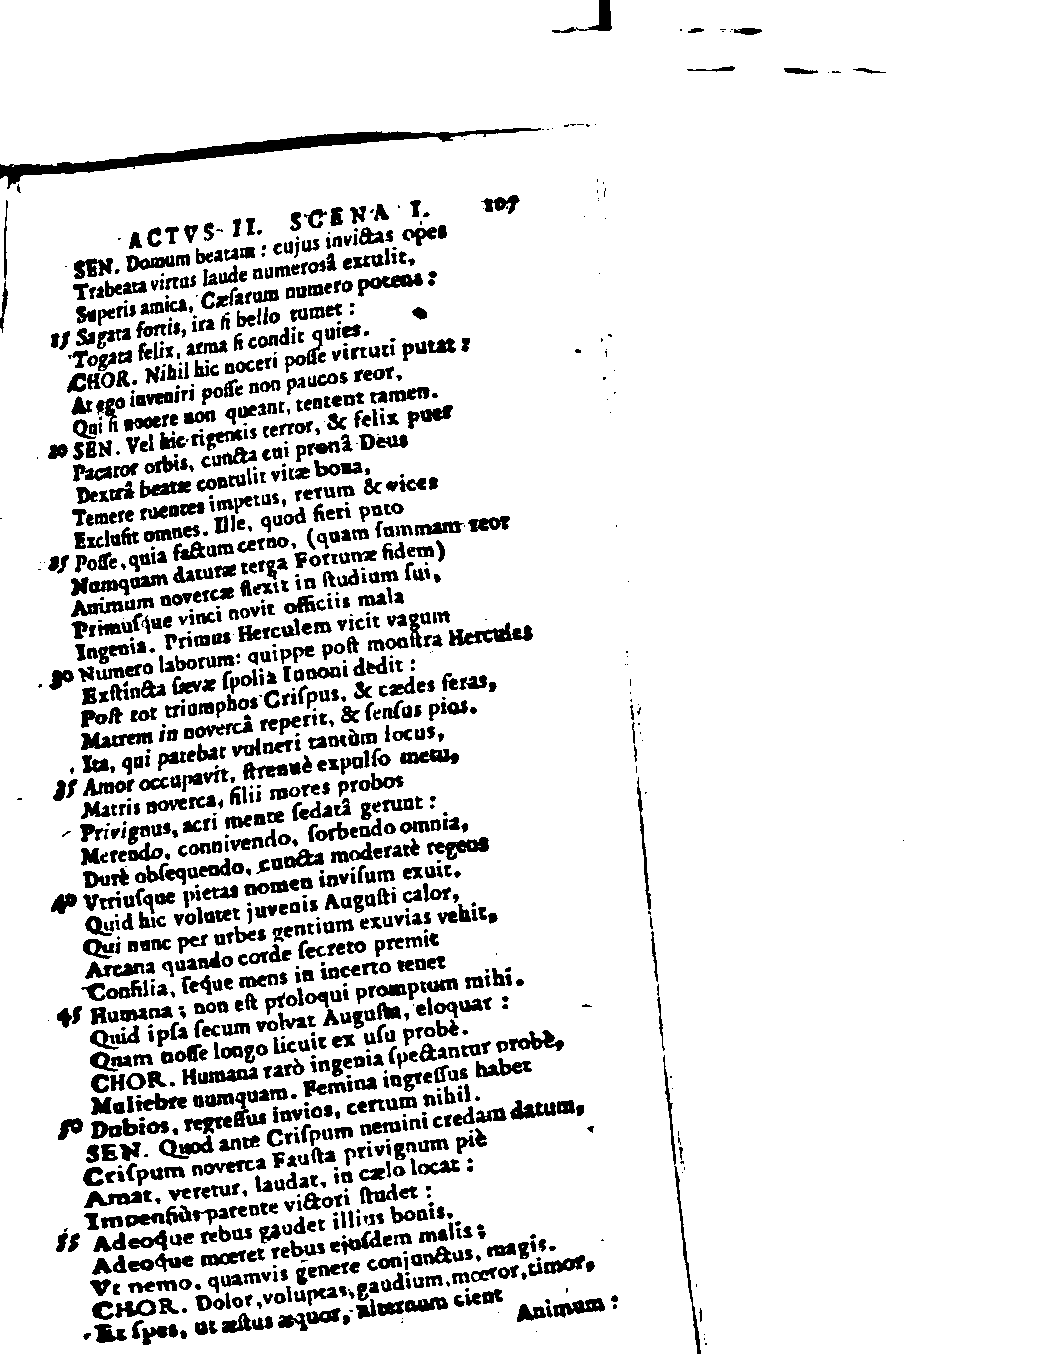 ACTVS II. SCENA I. 105
SEN. Domum beatam : cujus invictas opes
Trabeata virtus laude numerosâ extulit,
Superis amica, Cæſarum numero potens :
15 Sagata fortis, ira ſi bello tumet :
Togata felix, arma ſi condit quies.
CHOR. Nihil hic noceri poſſe virtuti putat ?
At ego inveniri poſſe non paucos reor,
Qui ſi nocere non queant, tentent tamen.
20 SEN. Vel hic rigentis terror, & felix puer
Pacator orbis, cuncta cui pronâ Deus
Dextrâ beatæ contulit vitæ bona,
Temere ruentes impetus, rerum & vices
Excluſit omnes. Ille, quod fieri puto
25 Poſſe, quia factum cerno, (quam ſummam reor
Numquam daturæ terga Fortunæ fidem)
Animum novercæ flexit in ſtudium ſui,
Primuſque vinci novit officiis mala
Ingenia. Primus Herculem vicit vagum
30 Numero laborum: quippe poſt monſtra Hercules
Exſtincta ſævæ ſpolia Iunoni dedit :
Poſt tot triumphos Criſpus, & cædes feras,
Matrem in novercâ reperit, & ſenſus pios.
Ita, qui patebat vulneri tantùm locus,
35 Amor occupavit, ſtrenuè expulſo metu,
Matris noverca, filii mores probos
Privignus, acri mente ſedatâ gerunt :
Merendo, connivendo, ſorbendo omnia,
Durè obſequendo, cuncta moderatè regens
40 Vtriuſque pietas nomen inviſum exuit.
Quid hic volutet juvenis Auguſti calor,
Qui nunc per urbes gentium exuvias vehit,
Arcana quando corde ſecreto premit
Conſilia, ſeque mens in incerto tenet
45 Humana ; non eſt proloqui promptum mihi.
Quid ipſa ſecum volvat Auguſta, eloquar :
Quam noſſe longo licuit ex uſu probè.
CHOR. Humana rarò ingenia ſpectantur probè,
Muliebre numquam. Femina ingreſſus habet
50 Dubios, regreſſus invios, certum nihil.
SEN. Quod ante Criſpum nemini credam datum,
Criſpum noverca Fauſta privignum piè
Amat, veretur, laudat, in cælo locat :
Impenſiùs parente victori ſtudet :
55 Adeoque rebus gaudet illius bonis,
Adeoque mœret rebus ejuſdem malis ;
Vt nemo, quamvis genere conjunctus, magis.
CHOR. Dolor, voluptas, gaudium, mœror, timor,
Et ſpes, ut æſtus æquor, alternum cient
Animum :